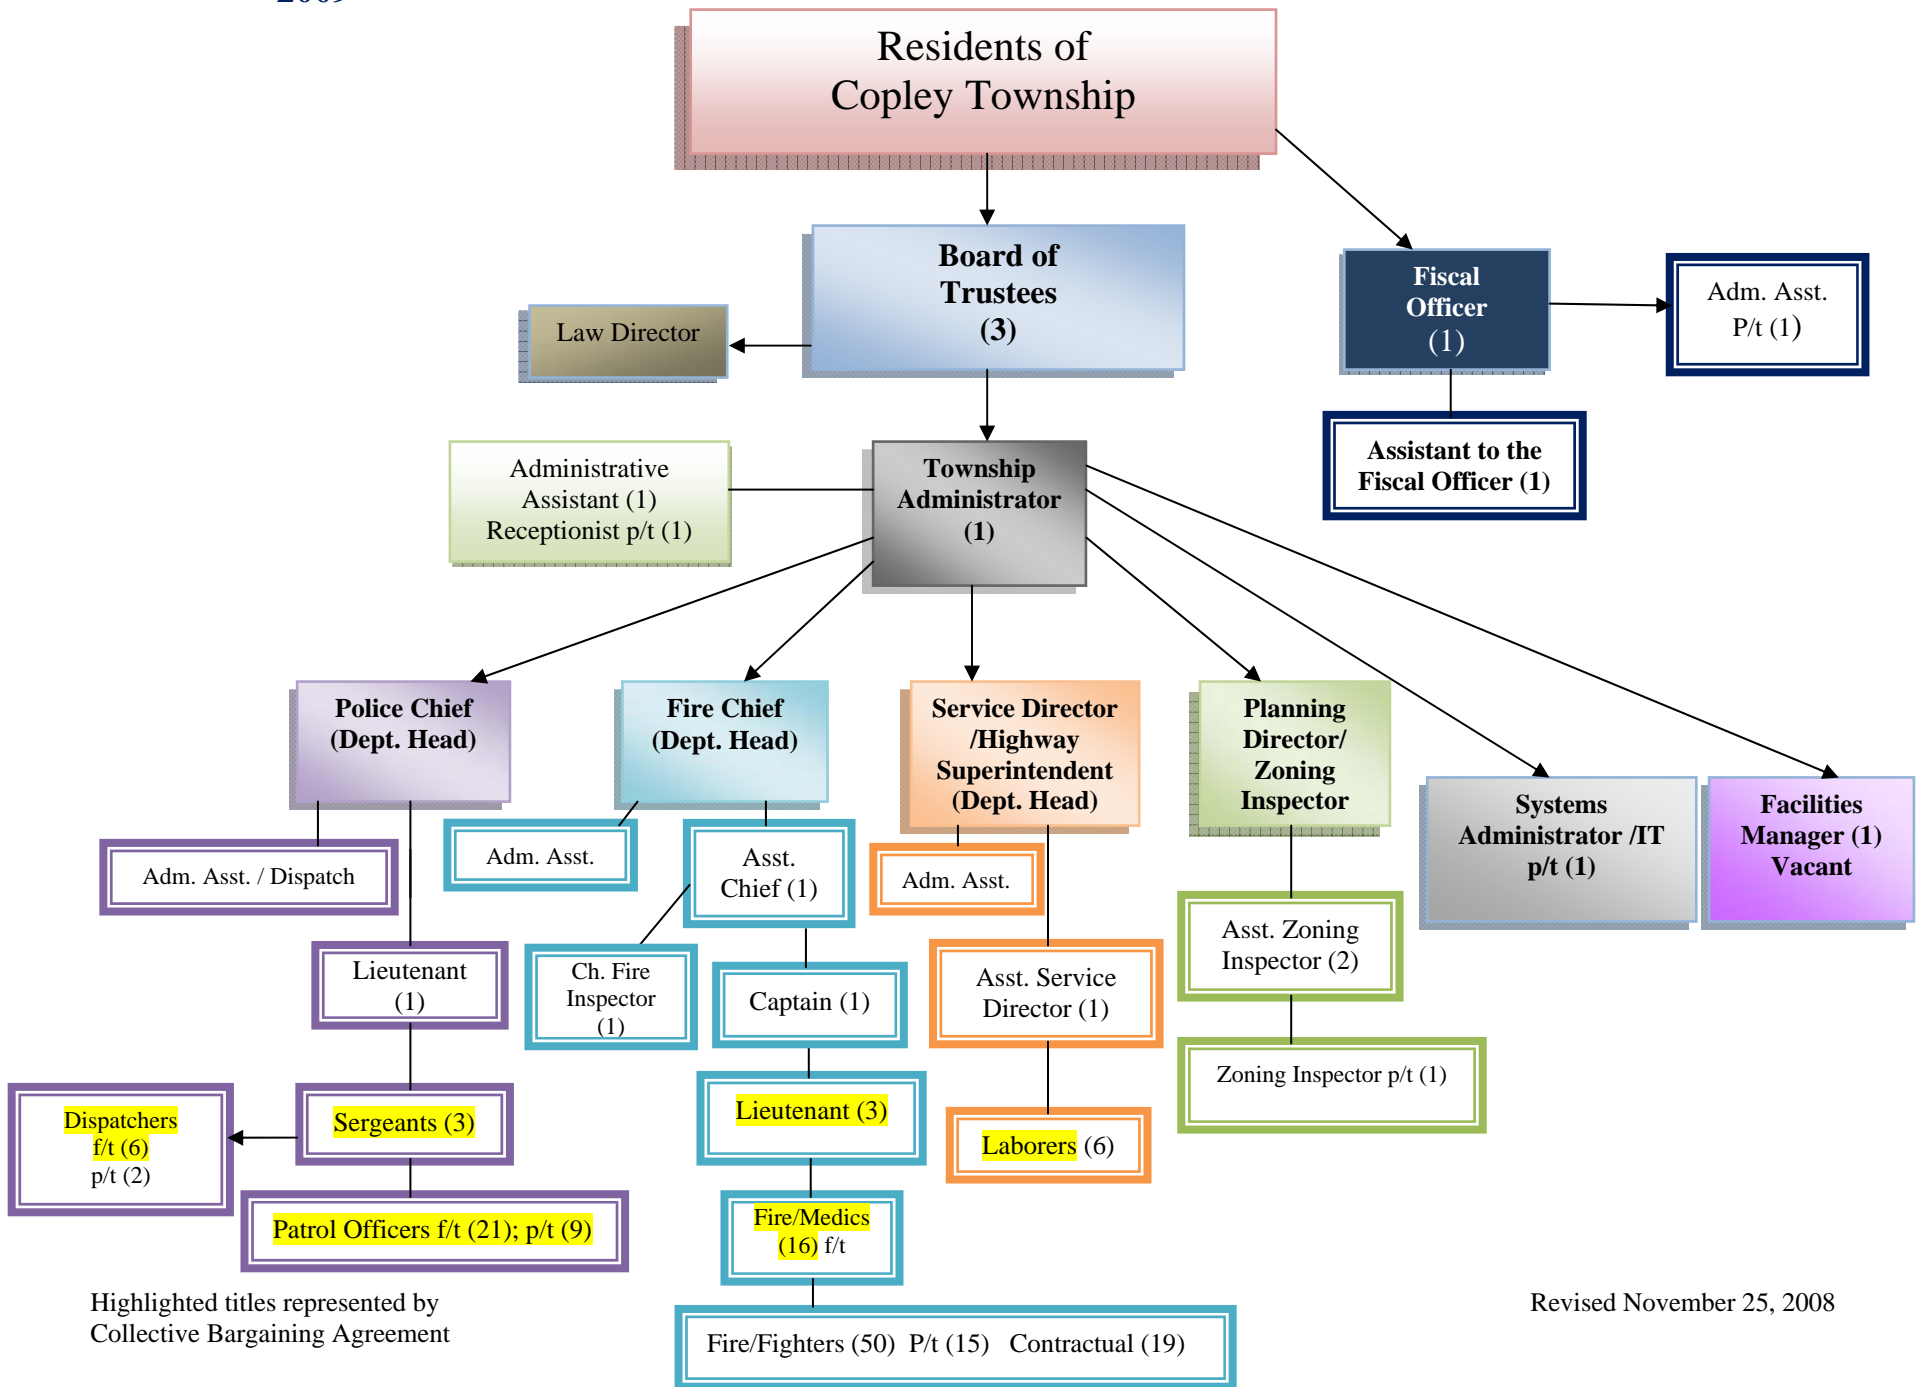 Residents of
Copley Township
Board of
Trustees
(3)
Fiscal
Officer
(1)
Adm. Asst.
P/t (1)
Law Director
Assistant to the
Fiscal Officer (1)
Administrative
Assistant (1)
Receptionist p/t (1)
Township
Administrator
(1)
Police Chief
(Dept. Head)
Fire Chief
(Dept. Head)
Service Director
/Highway
Superintendent
(Dept. Head)
Planning
Director/
Zoning
Inspector
Systems
Administrator /IT
p/t (1)
Facilities
Manager (1)
Vacant
Adm. Asst. / Dispatch
Adm. Asst.
Asst.
Chief (1)
Adm. Asst.
Asst. Zoning
Inspector (2)
Lieutenant
(1)
Ch. Fire
Inspector
(1)
Captain (1)
Asst. Service
Director (1)
Zoning Inspector p/t (1)
Dispatchers
f/t (6)
p/t (2)
Sergeants (3)
Lieutenant (3)
Laborers (6)
Patrol Officers f/t (21); p/t (9)
Fire/Medics
(16) f/t
Fire/Fighters (50) P/t (15) Contractual (19)
Highlighted titles represented by
Collective Bargaining Agreement
Revised November 25, 2008